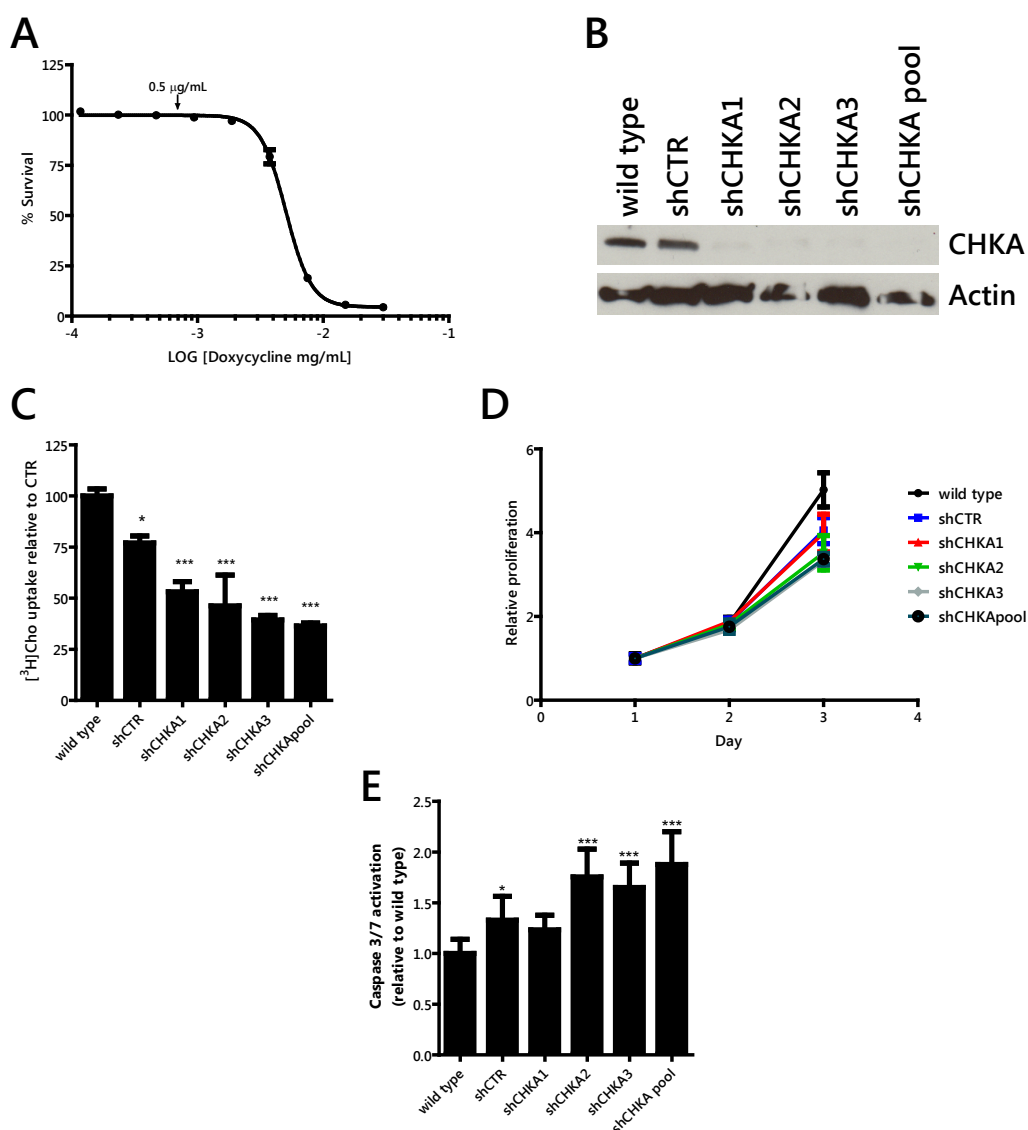 A
125
100
75
50
25
0
% Survival
0.5 µg/mL
-4
-3
-2
-1
LOG [Doxycycline mg/mL]
B
wild type
shCTR
shCHKA1
shCHKA2
shCHKA3
shCHKA pool
CHKA
Actin
C
125
100
75
50
25
0
[³H]Cho uptake relative to CTR
*
***
***
***
***
wild type
shCTR
shCHKA1
shCHKA2
shCHKA3
shCHKApool
D
6
4
2
0
Relative proliferation
0
1
2
3
4
Day
wild type
shCTR
shCHKA1
shCHKA2
shCHKA3
shCHKApool
E
2.5
2.0
1.5
1.0
0.5
0.0
Caspase 3/7 activation
(relative to wild type)
*
***
***
***
wild type
shCTR
shCHKA1
shCHKA2
shCHKA3
shCHKA pool